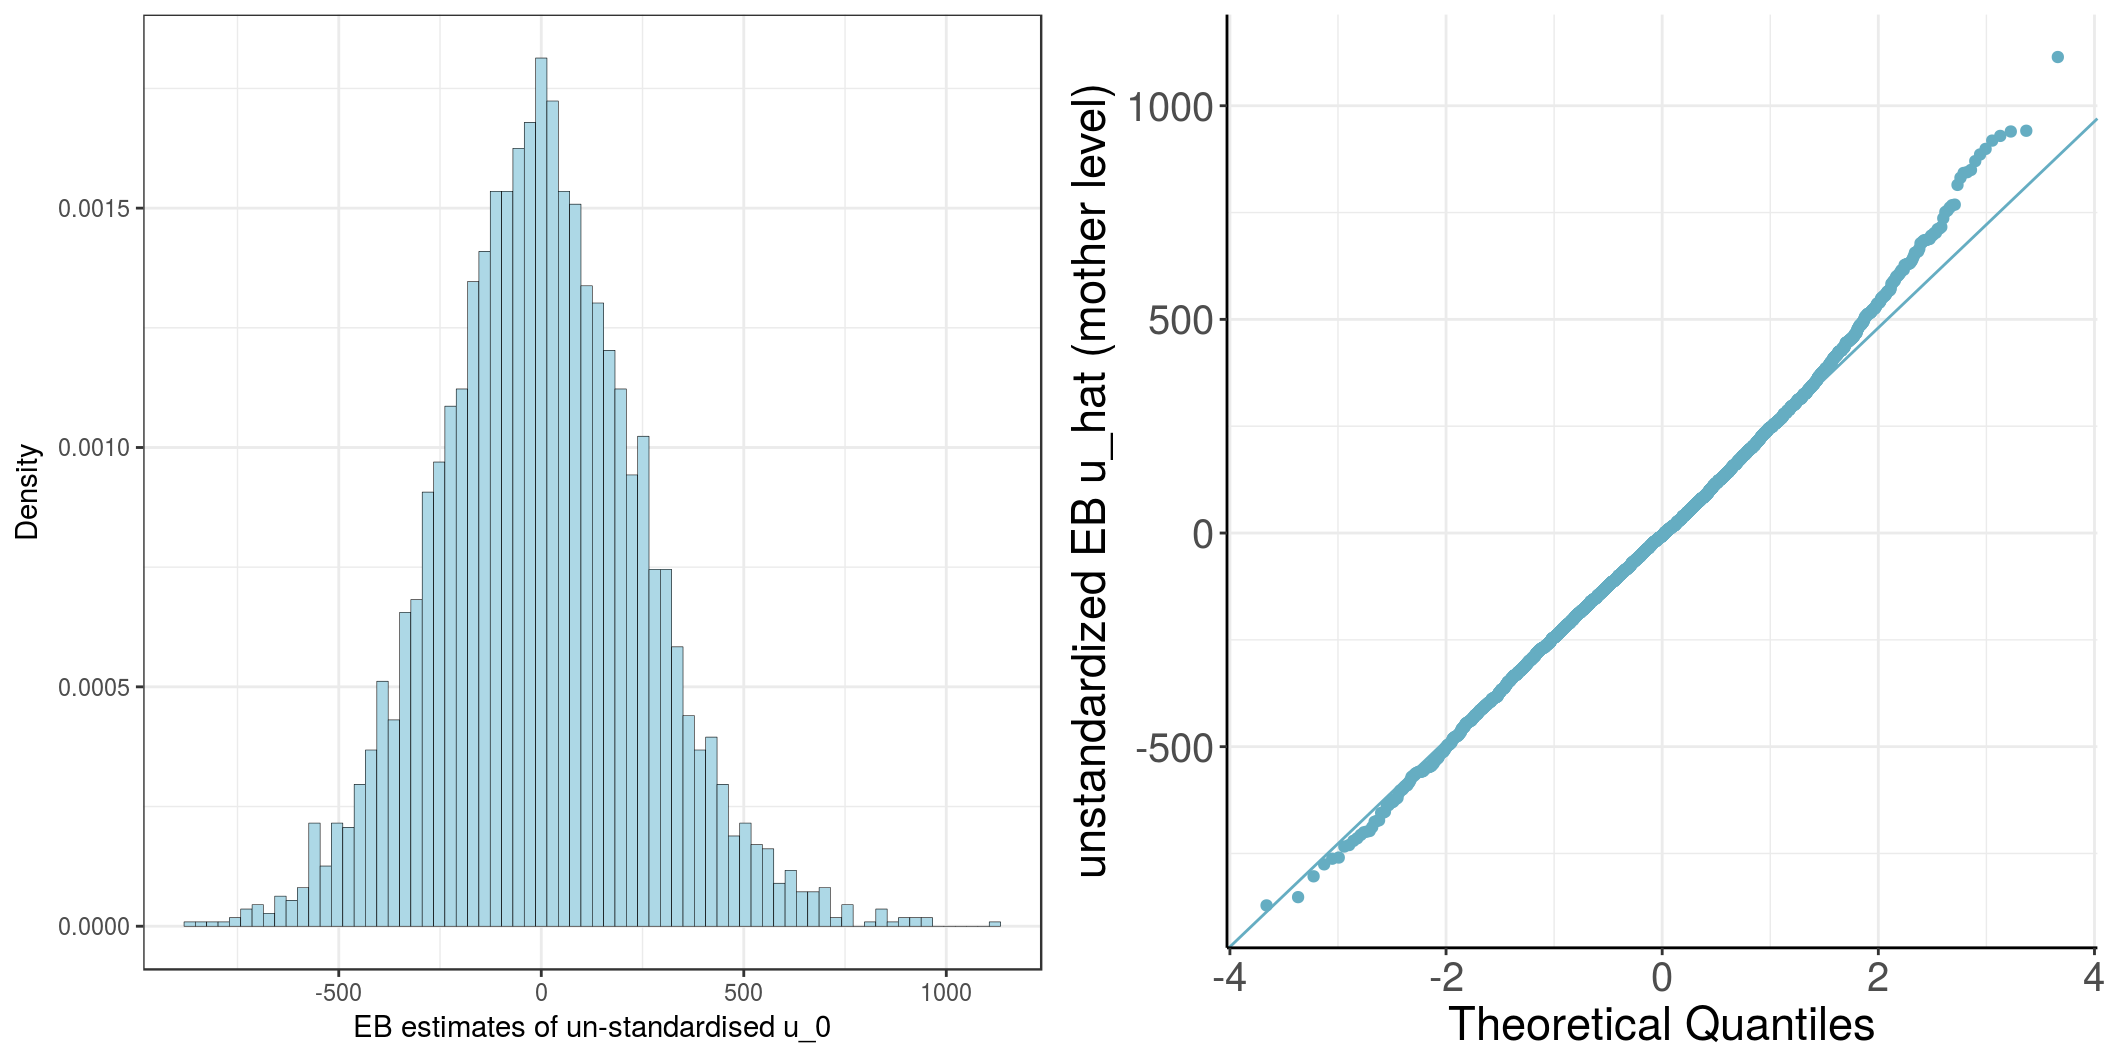 Density
0.0015
0.0010
0.0005
0.0000
-500 0 500 1000
EB estimates of un-standardised u_0
unstandardized EB u_hat (mother level)
1000
500
0
-500
-4 -2 0 2 4
Theoretical Quantiles